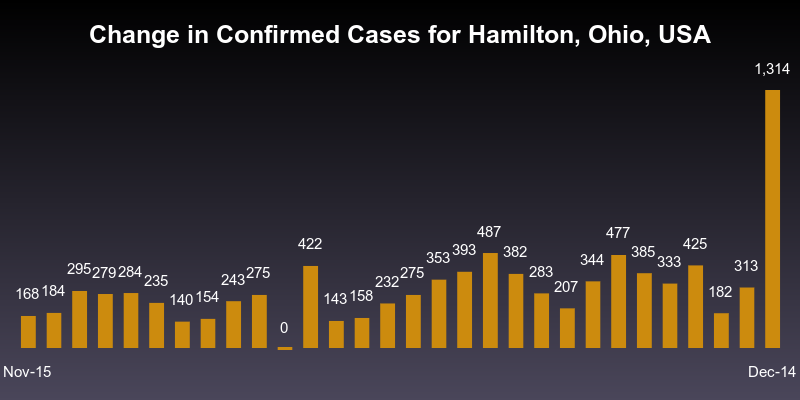 Change in Confirmed Cases for Hamilton, Ohio, USA
168 184 295 279 284 235 140 154 243 275 0 422 143 158 232 275 353 393 487 382 283 207 344 477 385 333 425 182 313 1,314
Nov-15 Dec-14